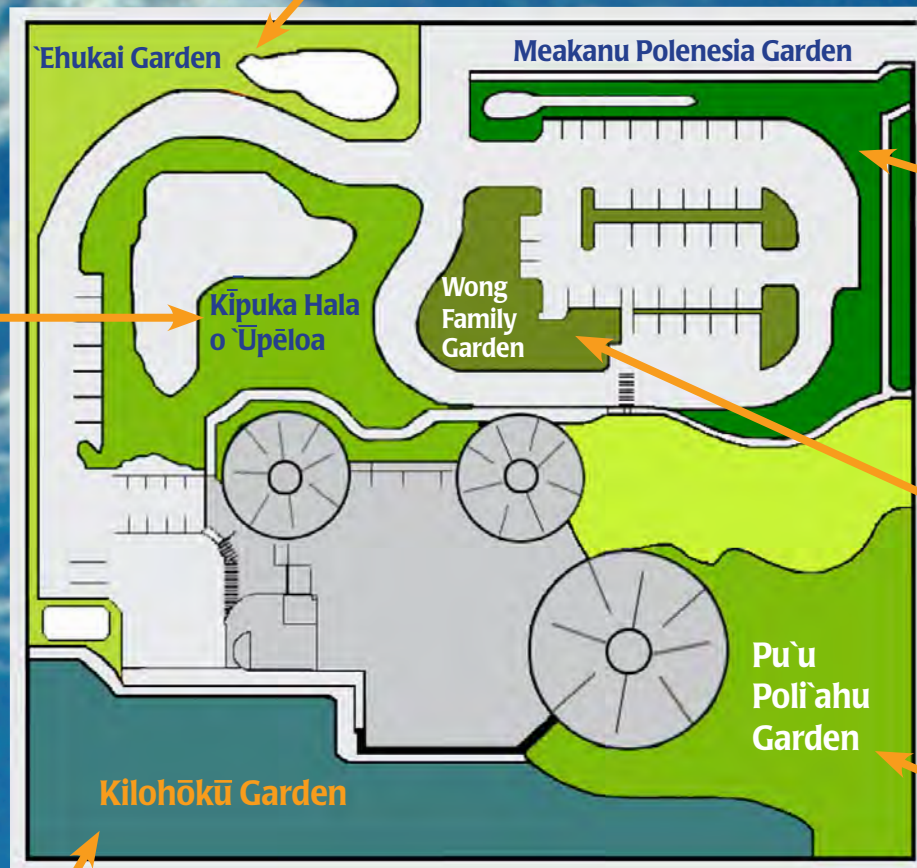 `Ehukai Garden
Meakanu Polenesia Garden
Kīpuka Hala
o `Ūpēloa
Wong
Family
Garden
Pu`u
Poli`ahu
Garden
Kilohōkū Garden